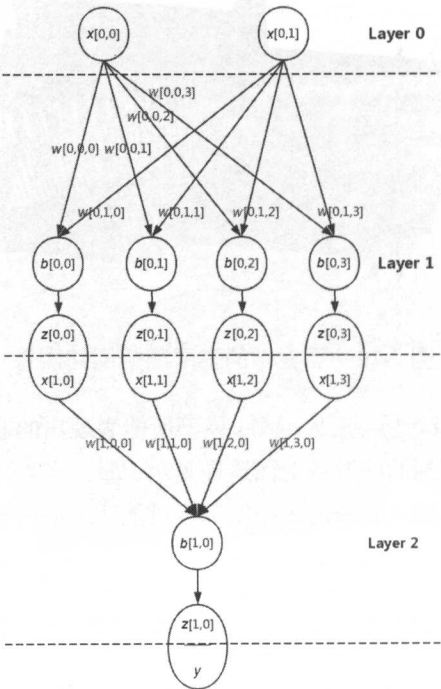 x[0,0] x[0,1] Layer 0
w[0,0,3]
w[0,0,2]
w[0,0,0] w[0,0,1]
w[0,1,0] w[0,1,1] w[0,1,2] w[0,1,3]
b[0,0] b[0,1] b[0,2] b[0,3] Layer 1
z[0,0] z[0,1] z[0,2] z[0,3]
x[1,0] x[1,1] x[1,2] x[1,3]
w[1,0,0] w[1,1,0] w[1,2,0] w[1,3,0]
b[1,0] Layer 2
z[1,0]
y